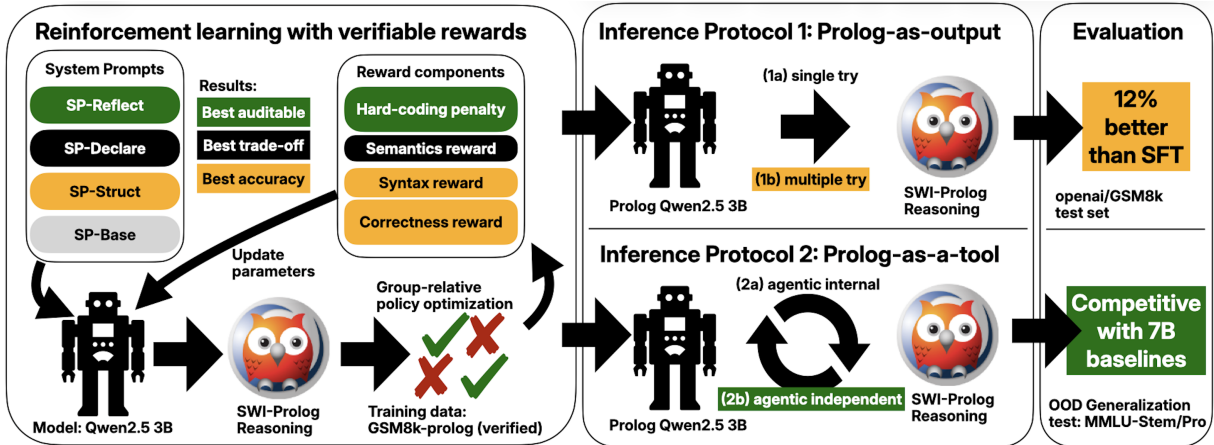 Reinforcement learning with verifiable rewards
System Prompts
SP-Reflect
SP-Declare
SP-Struct
SP-Base
Results:
Best auditable
Best trade-off
Best accuracy
Reward components
Hard-coding penalty
Semantics reward
Syntax reward
Correctness reward
Update
parameters
Model: Qwen2.5 3B
SWI-Prolog
Reasoning
Group-relative
policy optimization
Training data:
GSM8k-prolog (verified)
Inference Protocol 1: Prolog-as-output
(1a) single try
(1b) multiple try
Prolog Qwen2.5 3B
SWI-Prolog
Reasoning
Inference Protocol 2: Prolog-as-a-tool
(2a) agentic internal
(2b) agentic independent
Prolog Qwen2.5 3B
SWI-Prolog
Reasoning
Evaluation
12%
better
than SFT
openai/GSM8k
test set
Competitive
with 7B
baselines
OOD Generalization
test: MMLU-Stem/Pro